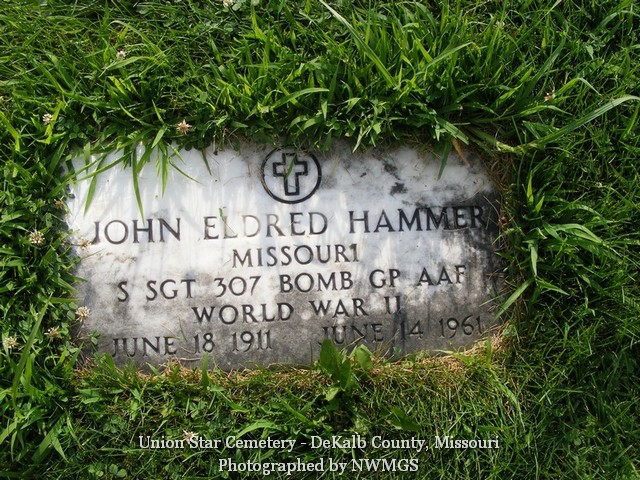 JOHN ELDRED HAMMER
MISSOURI
S SGT 307 BOMB GP AAF
WORLD WAR II
JUNE 18 1911 JUNE 14 1961
Union Star Cemetery - DeKalb County, Missouri
Photographed by NWMGS